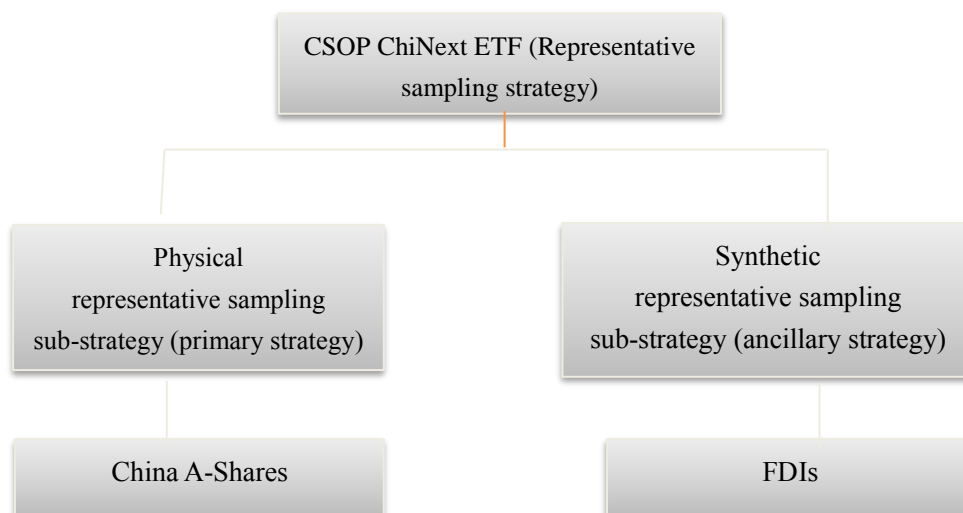 CSOP ChiNext ETF (Representative
sampling strategy)
Physical
representative sampling
sub-strategy (primary strategy)
Synthetic
representative sampling
sub-strategy (ancillary strategy)
China A-Shares
FDIs